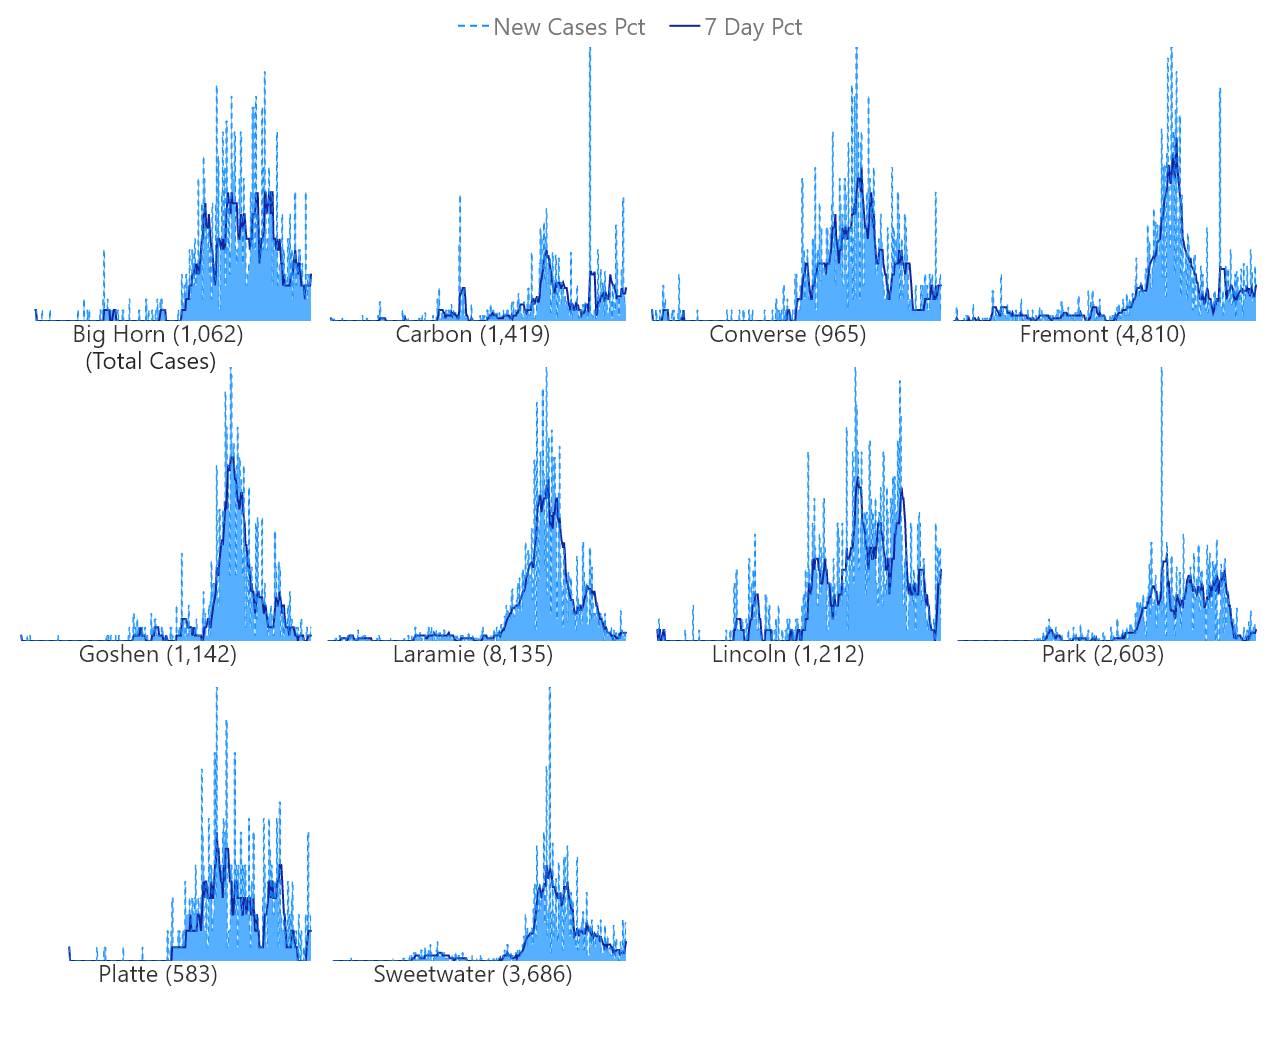 New Cases Pct 7 Day Pct
Big Horn (1,062) Carbon (1,419) Converse (965) Fremont (4,810)
(Total Cases)
Goshen (1,142) Laramie (8,135) Lincoln (1,212) Park (2,603)
Platte (583) Sweetwater (3,686)